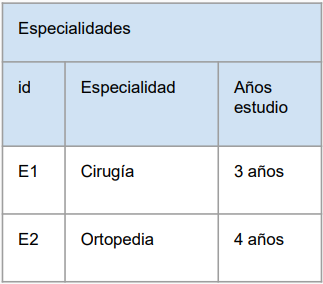 Especialidades
id Especialidad Años
estudio
E1 Cirugía 3 años
E2 Ortopedia 4 años